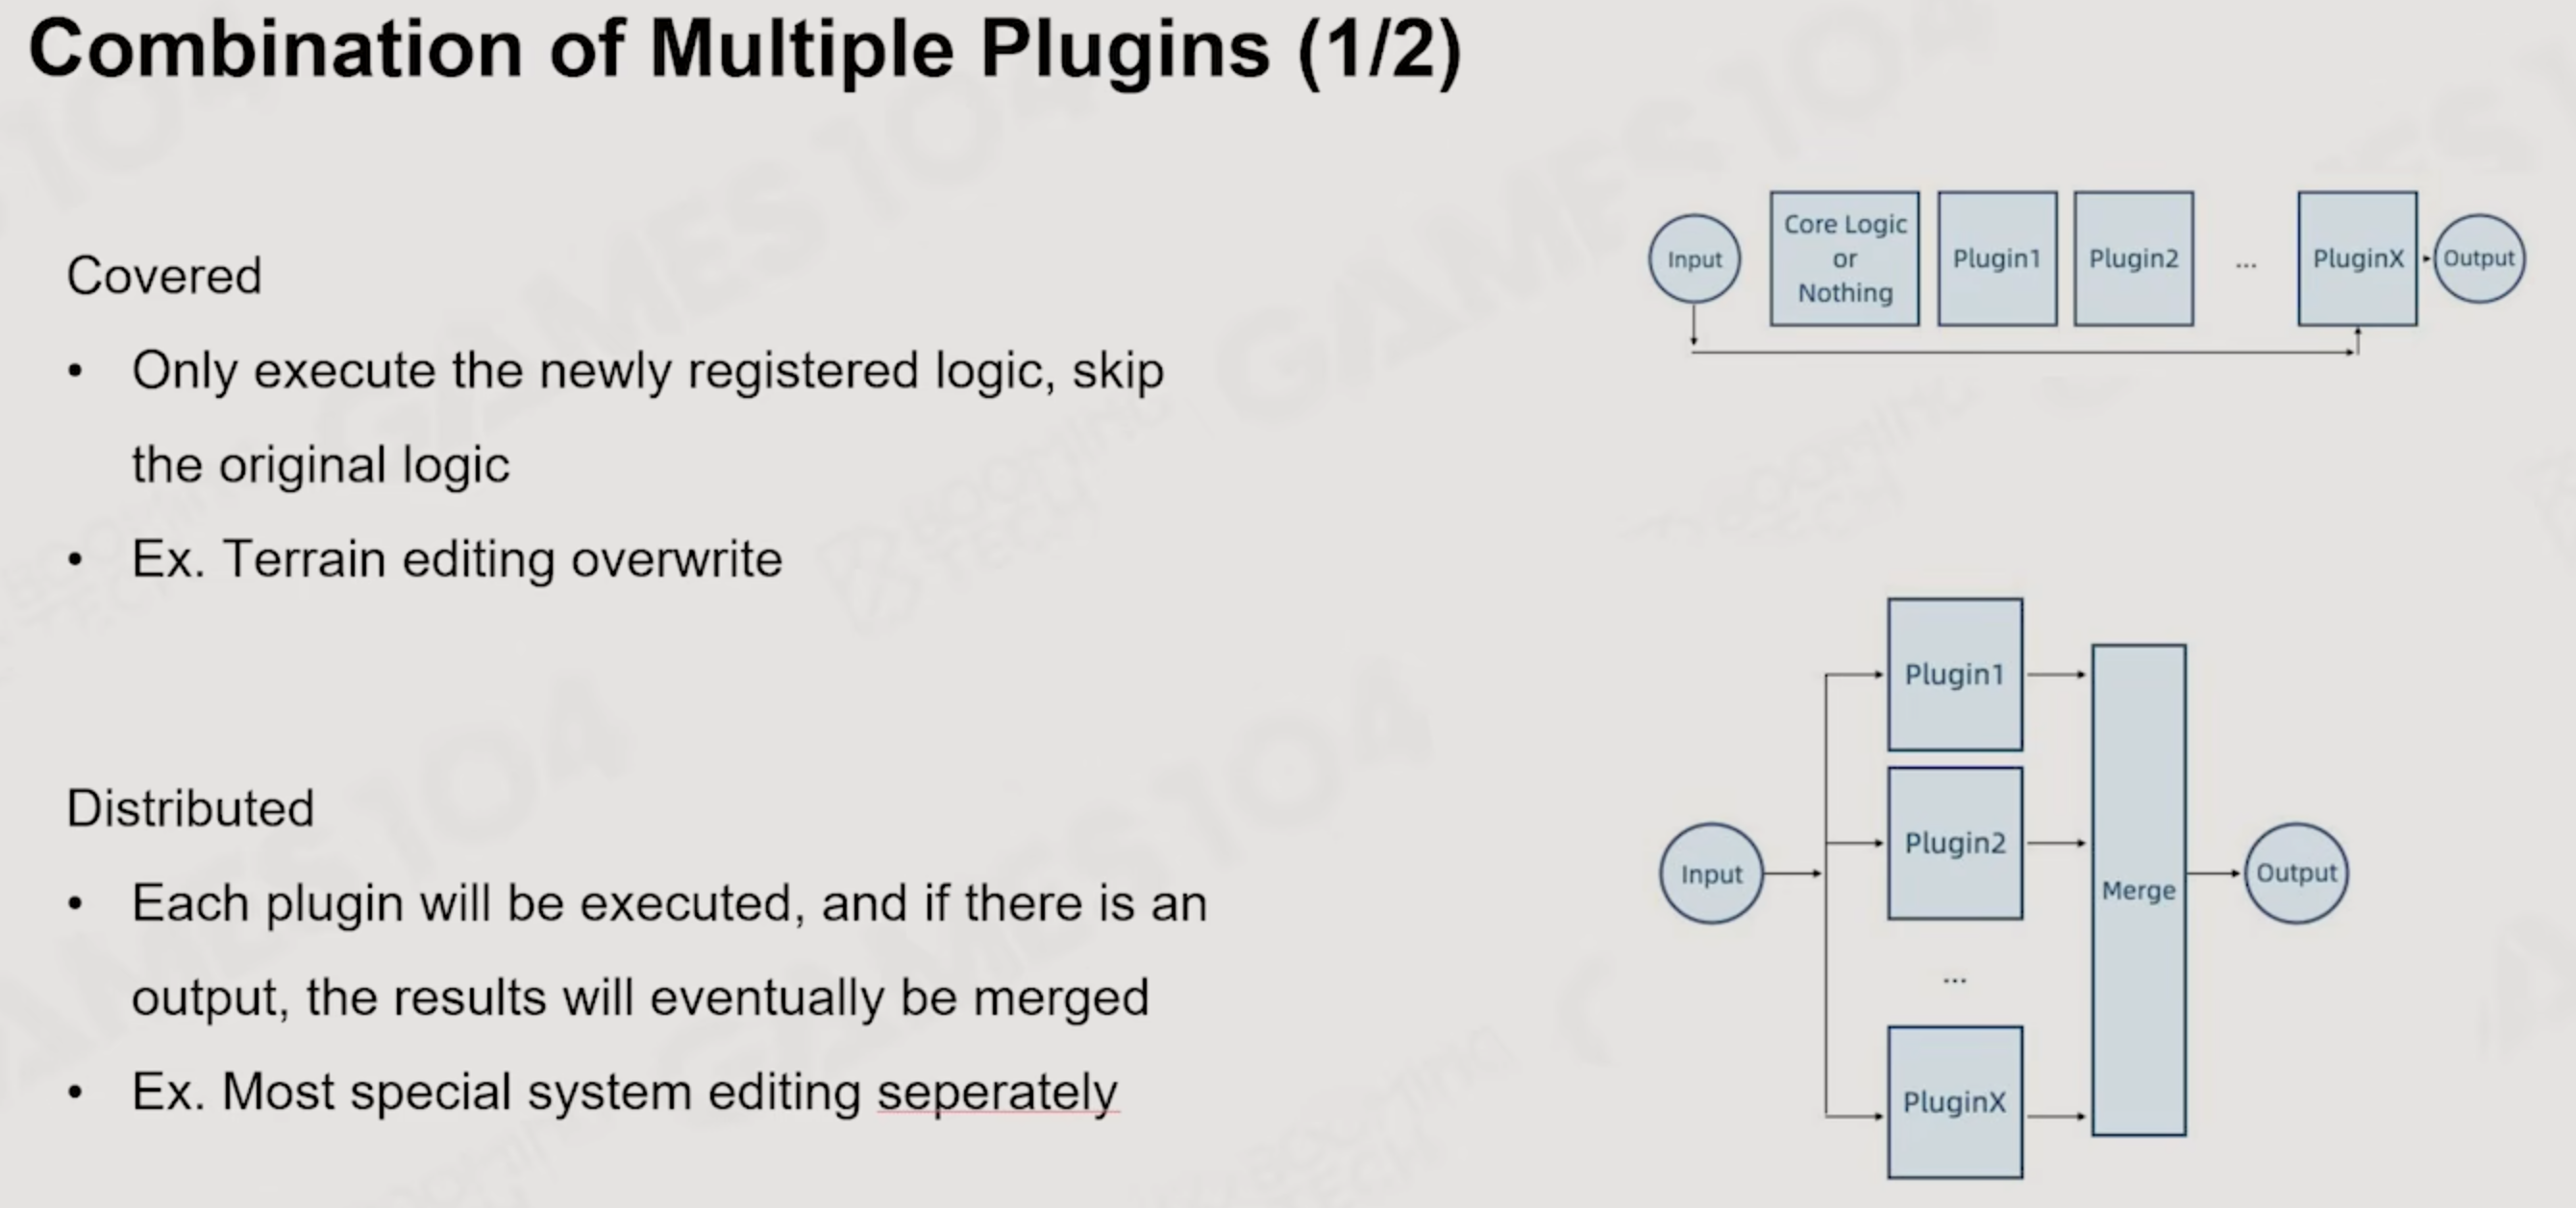 Combination of Multiple Plugins (1/2)
Covered
• Only execute the newly registered logic, skip
the original logic
• Ex. Terrain editing overwrite
Input
Core Logic
or
Nothing
Plugin1
Plugin2
...
PluginX
Output
Distributed
• Each plugin will be executed, and if there is an
output, the results will eventually be merged
• Ex. Most special system editing seperately
Input
Plugin1
Plugin2
...
PluginX
Merge
Output
GAMES104
BOOMING
TECH